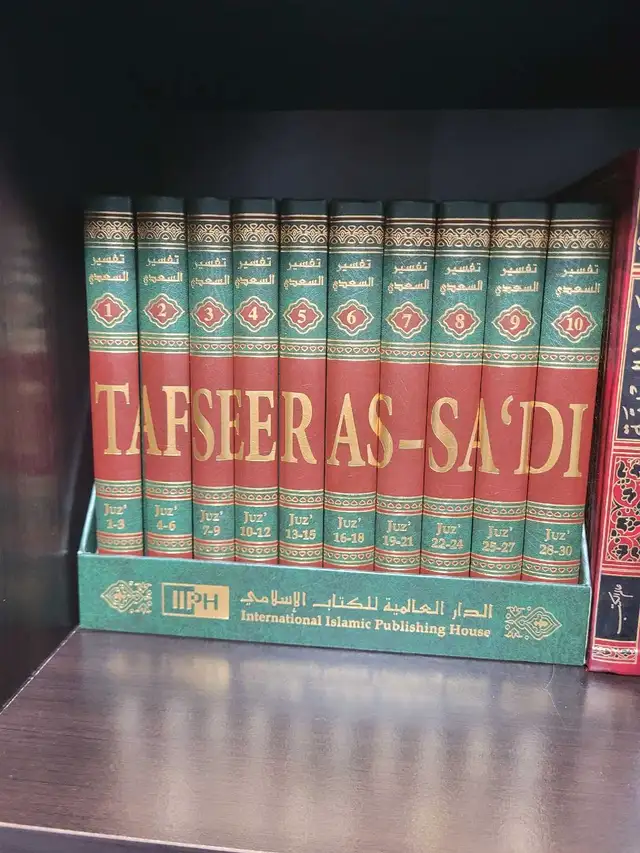 تفسير
السعدي
1
تفسير
السعدي
2
تفسير
السعدي
3
تفسير
السعدي
4
تفسير
السعدي
5
تفسير
السعدي
6
تفسير
السعدي
7
تفسير
السعدي
8
تفسير
السعدي
9
تفسير
السعدي
10
TAFSEER AS-SA‘DI
Juz’
1-3
Juz’
4-6
Juz’
7-9
Juz’
10-12
Juz’
13-15
Juz’
16-18
Juz’
19-21
Juz’
22-24
Juz’
25-27
Juz’
28-30
IIPH
الدار العالمية للكتاب الإسلامي
International Islamic Publishing House